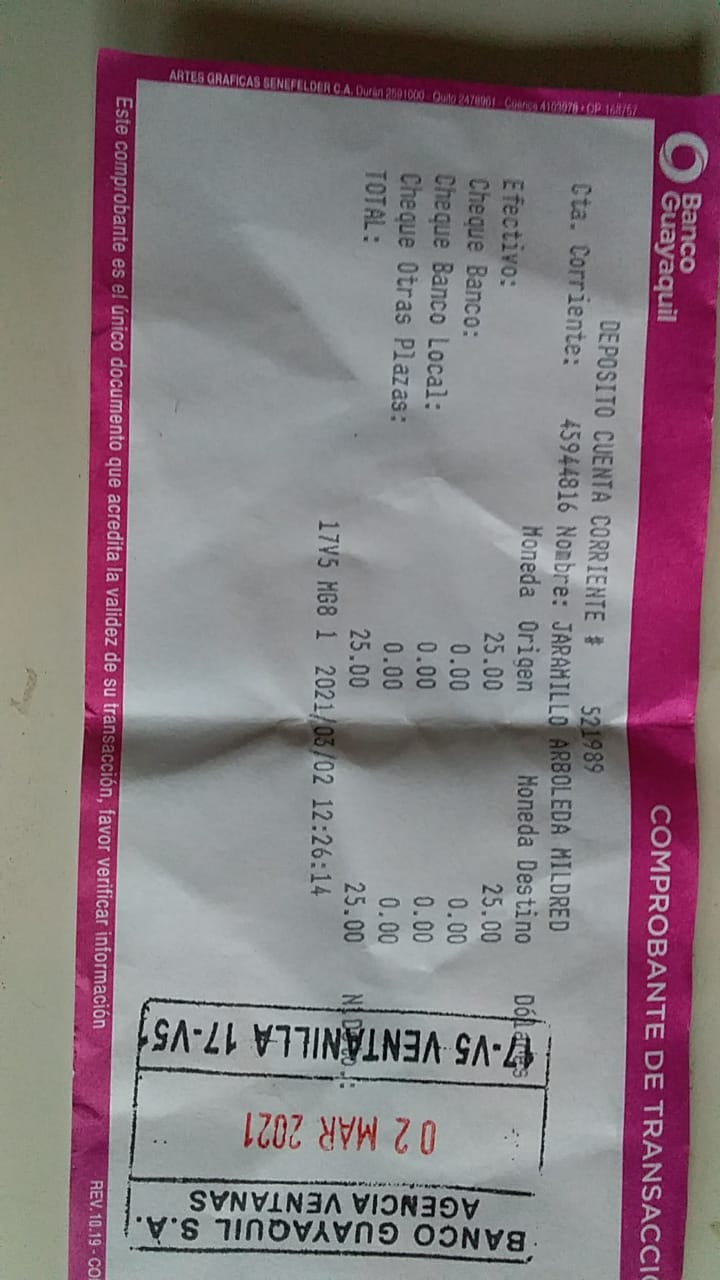 ARTES GRAFICAS SENEFELDER C.A. Durán 2591000 - Quito 2476901 - Cuenca 4103978 • OP.
Banco
Guayaquil
COMPROBANTE DE TRANSACCI
DEPOSITO CUENTA CORRIENTE # 521989
Cta. Corriente: 45944816 Nombre: JARAMILLO ARBOLEDA MILDRED
Moneda Origen Moneda Destino Dólares
Efectivo: 25.00 25.00
Cheque Banco: 0.00 0.00
Cheque Banco Local: 0.00 0.00
Cheque Otras Plazas: 0.00 0.00
TOTAL: 25.00 25.00
17V5 MG8 1 2021/03/02 12:26:14
17-V5 VENTANILLA 17-V5
02 MAR 2021
AGENCIA VENTANAS
BANCO GUAYAQUIL S.A.
Este comprobante es el único documento que acredita la validez de su transacción, favor verificar información
REV.10.19 - CO